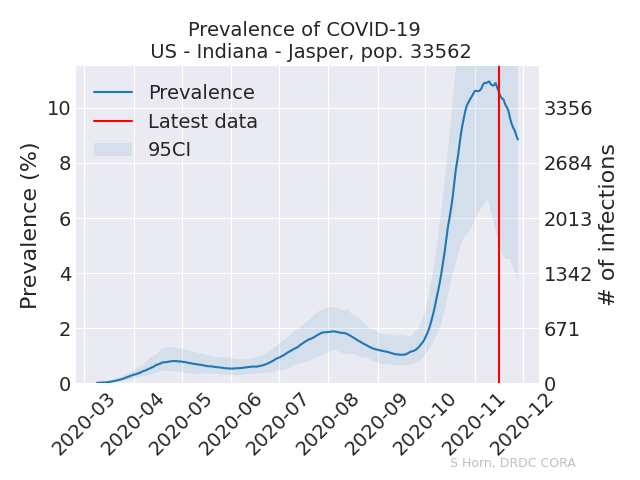 Prevalence of COVID-19
US - Indiana - Jasper, pop. 33562
Prevalence
Latest data
95CI
Prevalence (%)
10
8
6
4
2
0
3356
2684
2013
1342
671
0
# of infections
2020-03
2020-04
2020-05
2020-06
2020-07
2020-08
2020-09
2020-10
2020-11
2020-12
S Horn, DRDC CORA